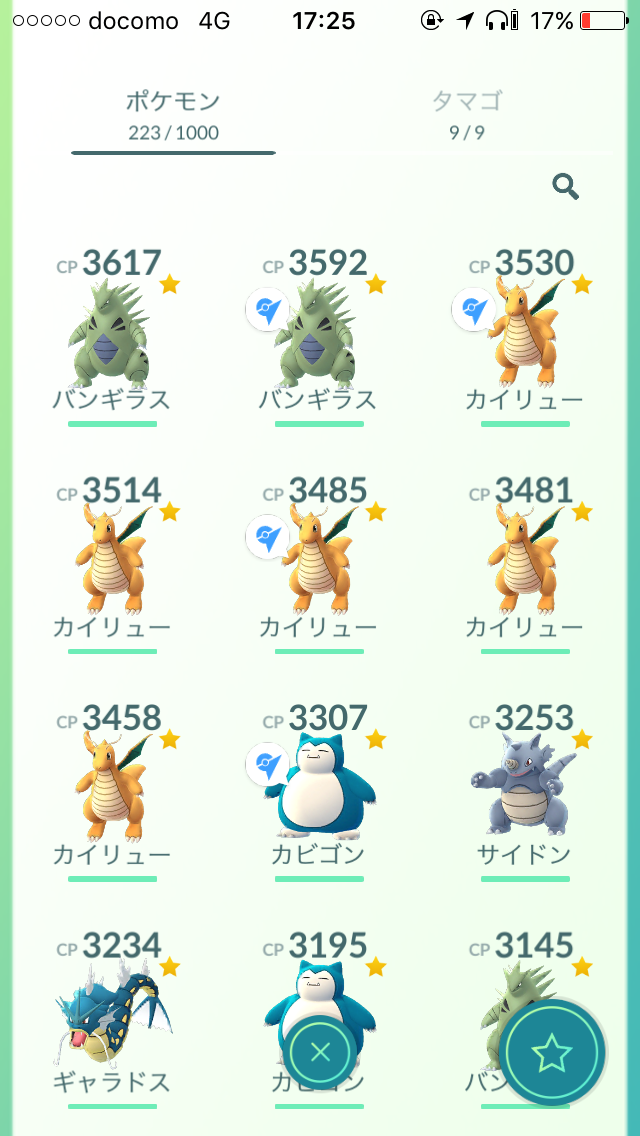 docomo 4G 17:25 17%
ポケモン タマゴ
223 / 1000 9 / 9
CP 3617 CP 3592 CP 3530
バンギラス バンギラス カイリュー
CP 3514 CP 3485 CP 3481
カイリュー カイリュー カイリュー
CP 3458 CP 3307 CP 3253
カイリュー カビゴン サイドン
CP 3234 CP 3195 CP 3145
ギャラドス カビゴン バン